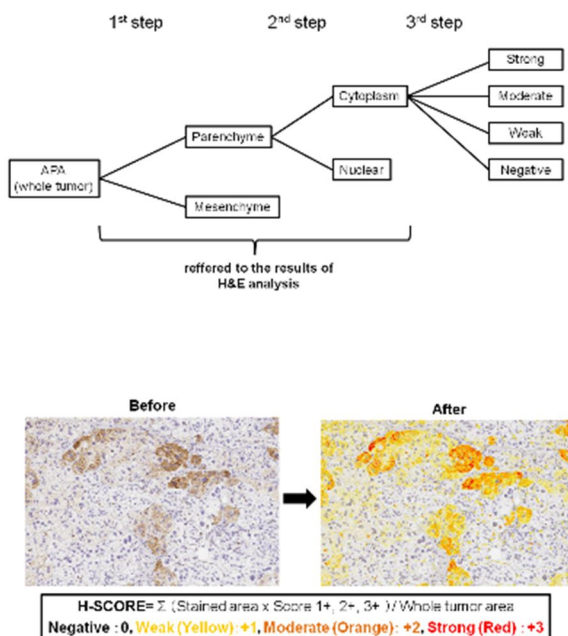 1st step 2nd step 3rd step
Strong
Cytoplasm Moderate
Parenchyme Weak
APA
(whole tumor) Nuclear Negative
Mesenchyme
reffered to the results of
H&E analysis
Before After
H-SCORE= Σ (Stained area x Score 1+, 2+, 3+) / Whole tumor area
Negative : 0, Weak (Yellow) : +1, Moderate (Orange) : +2, Strong (Red) : +3